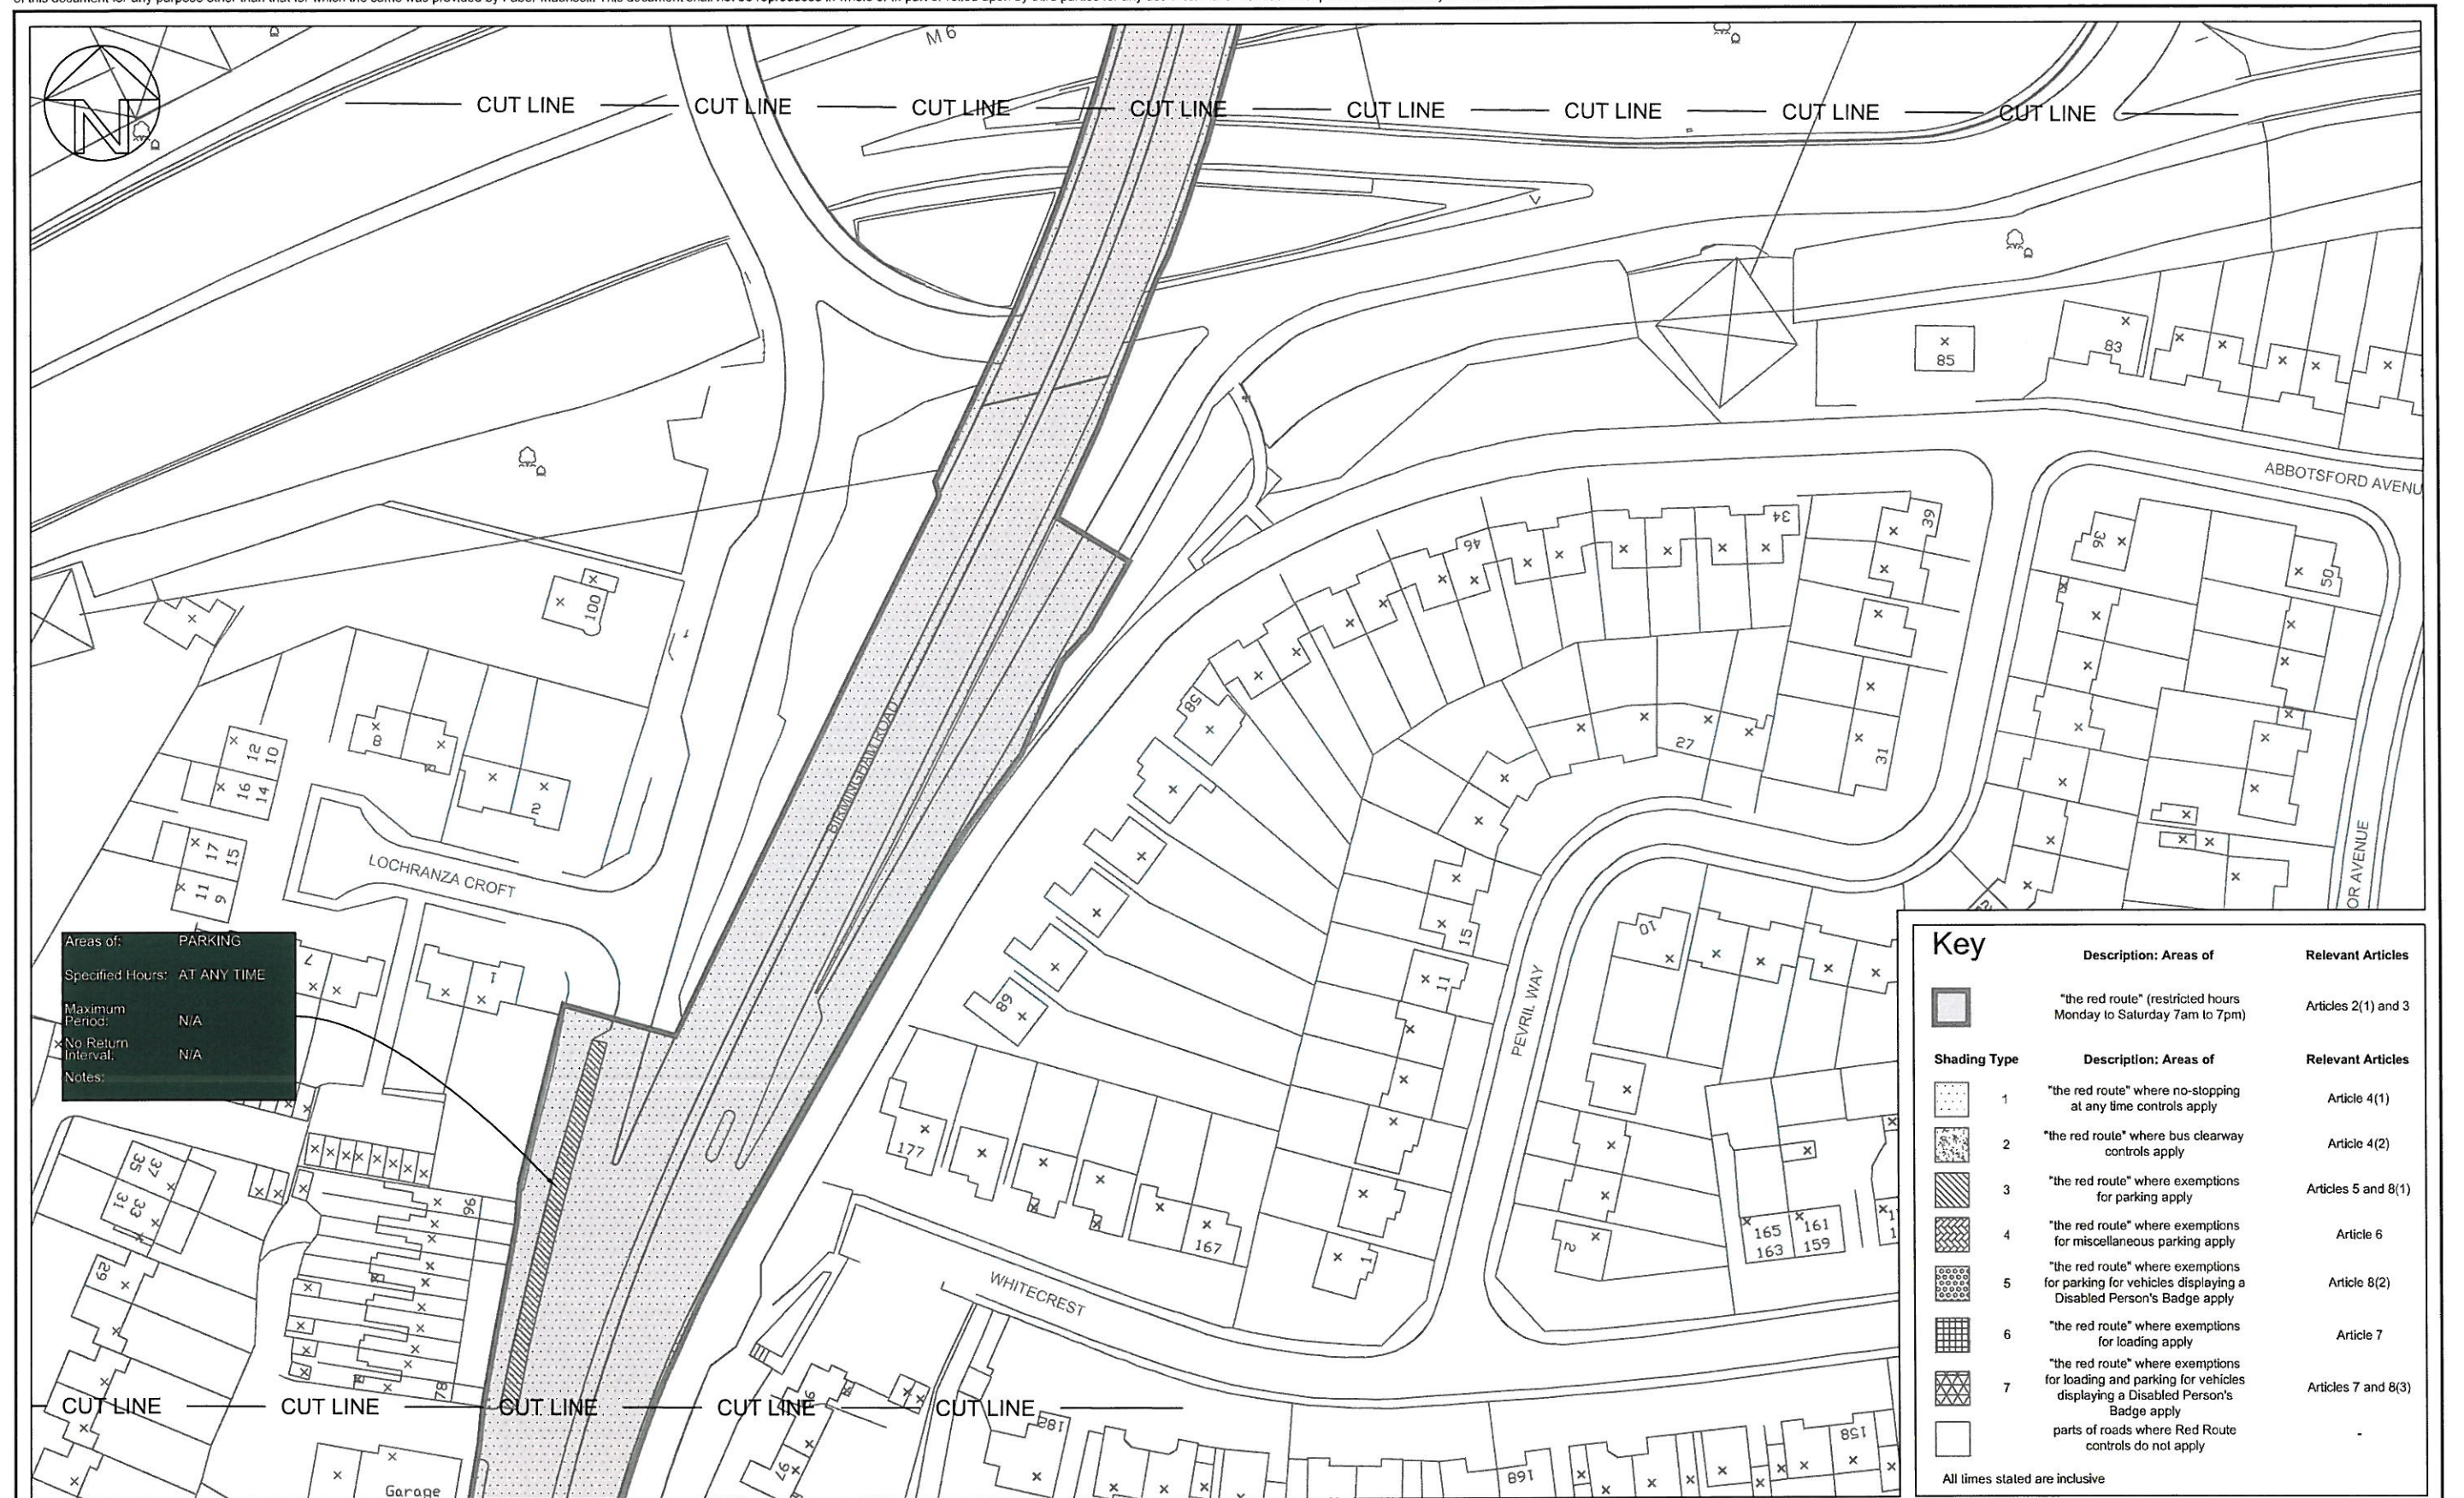 M 6
N
CUT LINE CUT LINE CUT LINE CUT LINE CUT LINE CUT LINE CUT LINE CUT LINE
85
83
ABBOTSFORD AVENU
39
34
46
36
50
100
58
BIRMINGHAM ROAD
8
2
12
10
16
14
27
31
17
15
11
9
LOCHRANZA CROFT
OR AVENUE
15
10
11
PEVRIL WAY
68
7
1
Areas of: PARKING
Specified Hours: AT ANY TIME
Maximum
Period: N/A
No Return
Interval: N/A
Notes:
177
167
37
35
33
31
29
96
78
165
163
161
159
2
1
WHITECREST
CUT LINE CUT LINE CUT LINE CUT LINE CUT LINE
182
97
168
158
Garage
Key
Description: Areas of Relevant Articles
"the red route" (restricted hours
Monday to Saturday 7am to 7pm) Articles 2(1) and 3
Shading Type Description: Areas of Relevant Articles
1 "the red route" where no-stopping
at any time controls apply Article 4(1)
2 "the red route" where bus clearway
controls apply Article 4(2)
3 "the red route" where exemptions
for parking apply Articles 5 and 8(1)
4 "the red route" where exemptions
for miscellaneous parking apply Article 6
5 "the red route" where exemptions
for parking for vehicles displaying a
Disabled Person's Badge apply Article 8(2)
6 "the red route" where exemptions
for loading apply Article 7
7 "the red route" where exemptions
for loading and parking for vehicles
displaying a Disabled Person's
Badge apply Articles 7 and 8(3)
parts of roads where Red Route
controls do not apply -
All times stated are inclusive